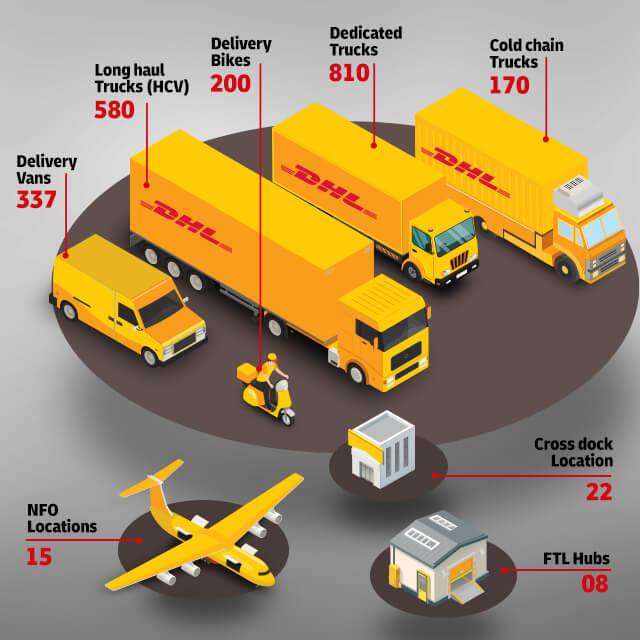 Delivery
Bikes
200
Dedicated
Trucks
810
Cold chain
Trucks
170
Long haul
Trucks (HCV)
580
Delivery
Vans
337
DHL
DHL
DHL
Cross dock
Location
22
NFO
Locations
15
FTL Hubs
08